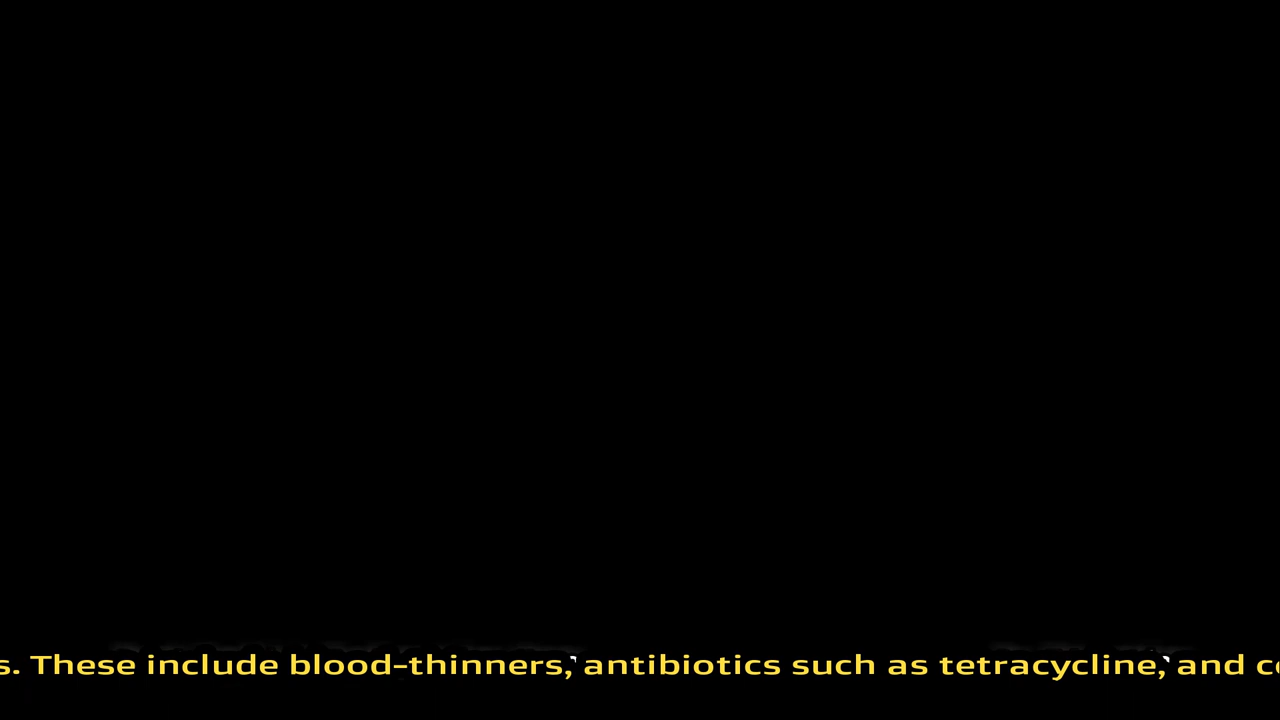 s. These include blood-thinners, antibiotics such as tetracycline, and